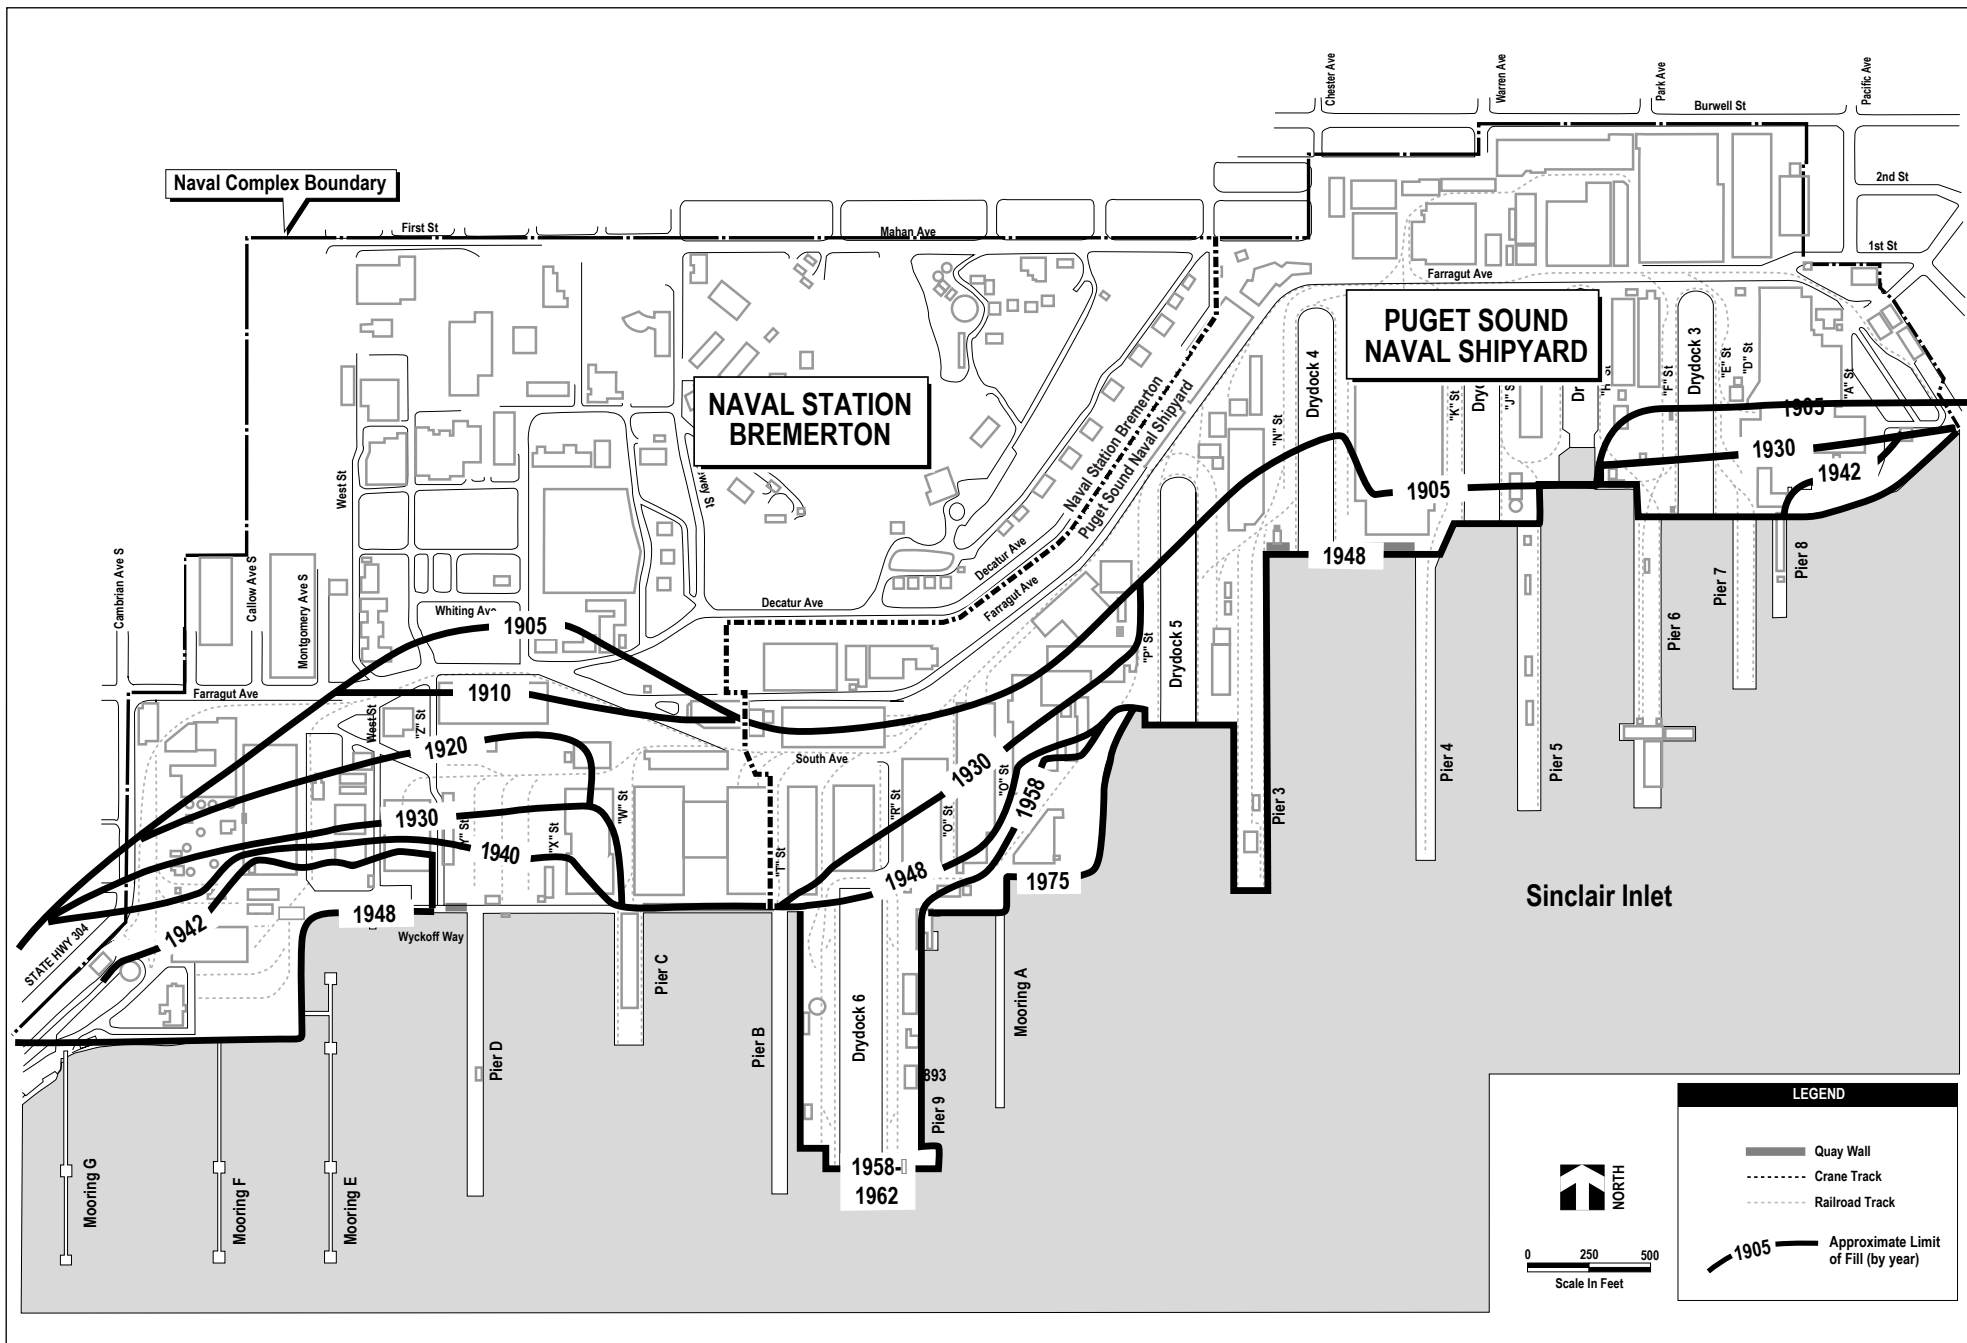 Chester Ave
Warren Ave
Park Ave
Pacific Ave
Burwell St
Naval Complex Boundary
2nd St
First St
Mahan Ave
1st St
Farragut Ave
PUGET SOUND
NAVAL SHIPYARD
Drydock 4
Drydock 3
"E" St
"D" St
"F" St
"A" St
"K" St
"N" St
NAVAL STATION
BREMERTON
Naval Station Bremerton
Puget Sound Naval Shipyard
1905
1930
1942
1905
West St
Cambrian Ave S
Callow Ave S
Montgomery Ave S
Decatur Ave
Farragut Ave
1948
Pier 8
Pier 7
Pier 6
Decatur Ave
Whiting Ave
1905
"P" St
Drydock 5
Farragut Ave
1910
West St
"Z" St
1920
South Ave
1930
"O" St
1958
Pier 5
Pier 4
Pier 3
1930
"Y" St
"X" St
"W" St
"T" St
"R" St
"O" St
1940
1948
1975
Sinclair Inlet
1948
1942
STATE HWY 304
Wyckoff Way
Pier C
Mooring A
Pier D
Pier B
Drydock 6
893
Pier 9
1958-
1962
Mooring G
Mooring F
Mooring E
NORTH
0 250 500
Scale In Feet
LEGEND
Quay Wall
Crane Track
Railroad Track
1905
Approximate Limit
of Fill (by year)